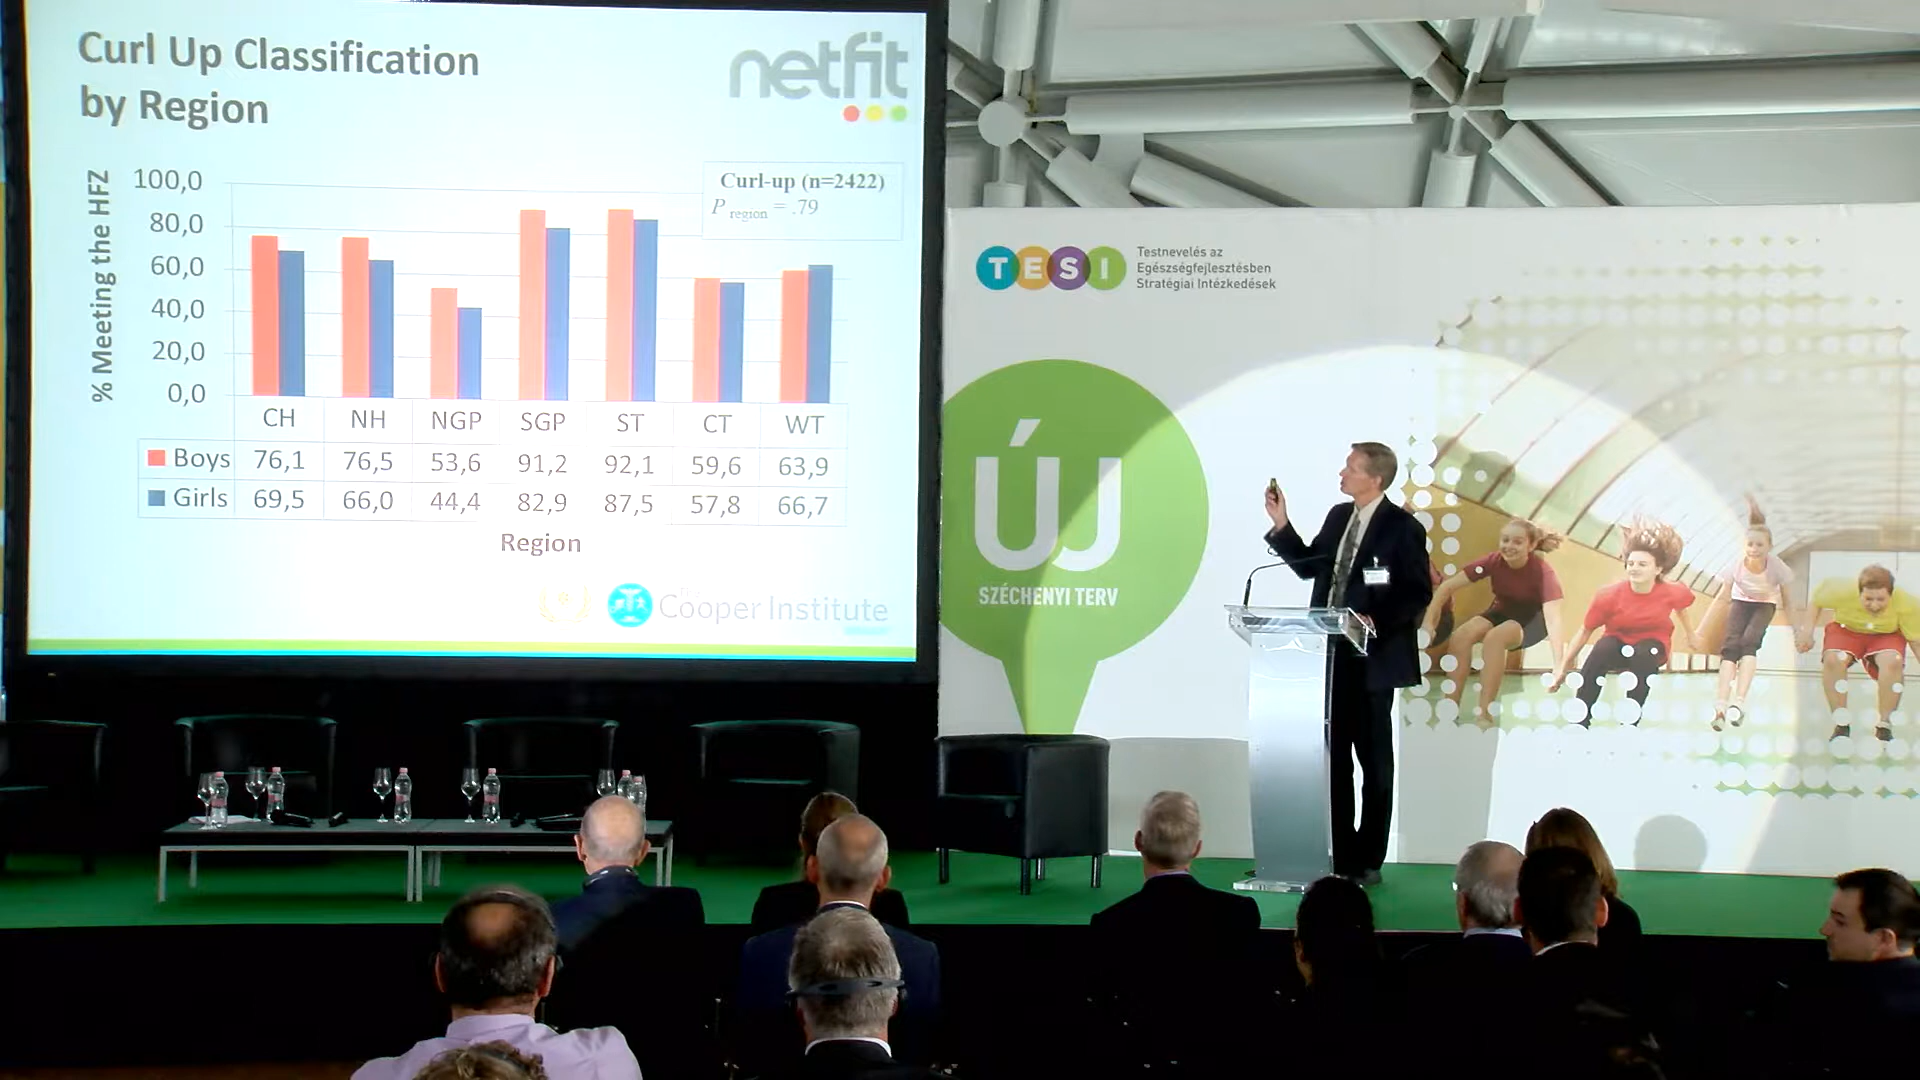 Curl Up Classification
by Region
netfit
% Meeting the HFZ
100,0
80,0
60,0
40,0
20,0
0,0
Curl-up (n=2422)
P region = .79
CH NH NGP SGP ST CT WT
Boys 76,1 76,5 53,6 91,2 92,1 59,6 63,9
Girls 69,5 66,0 44,4 82,9 87,5 57,8 66,7
Region
Cooper Institute
TESI
Testnevelés az
Egészségfejlesztésben
Stratégiai Intézkedések
ÚJ
SZÉCHENYI TERV